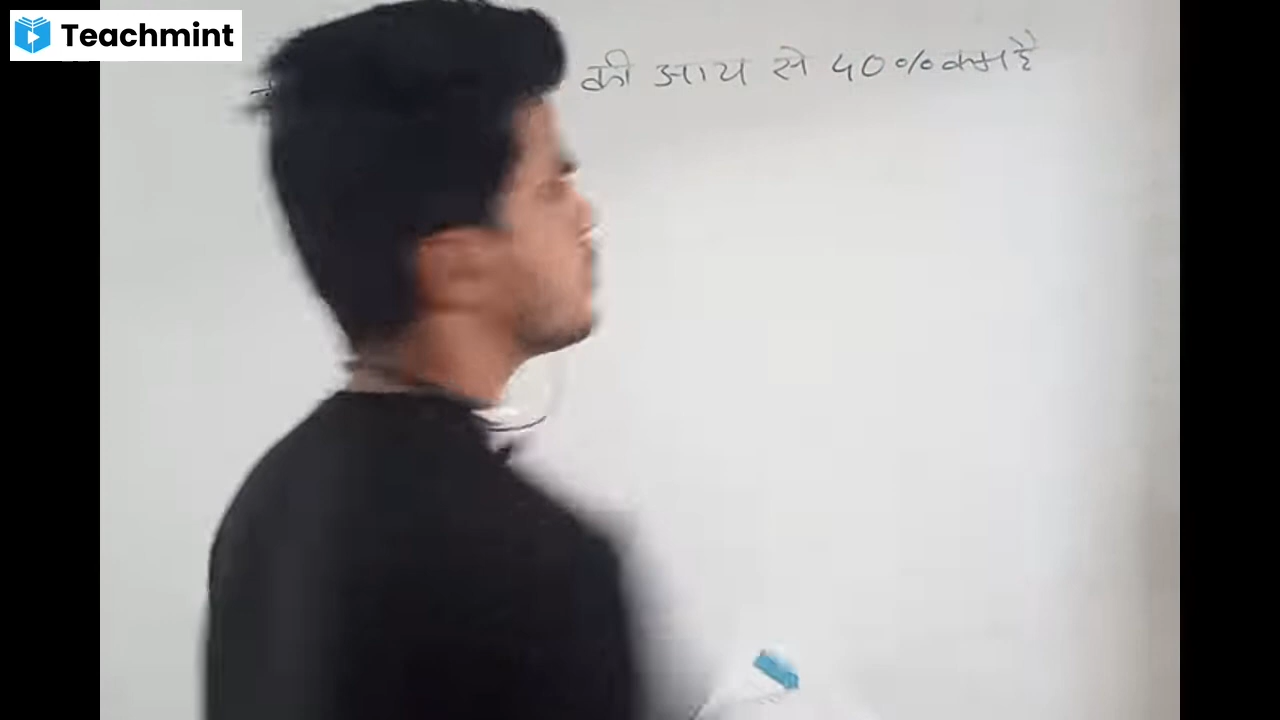 Teachmint
की आय से 40% कम है